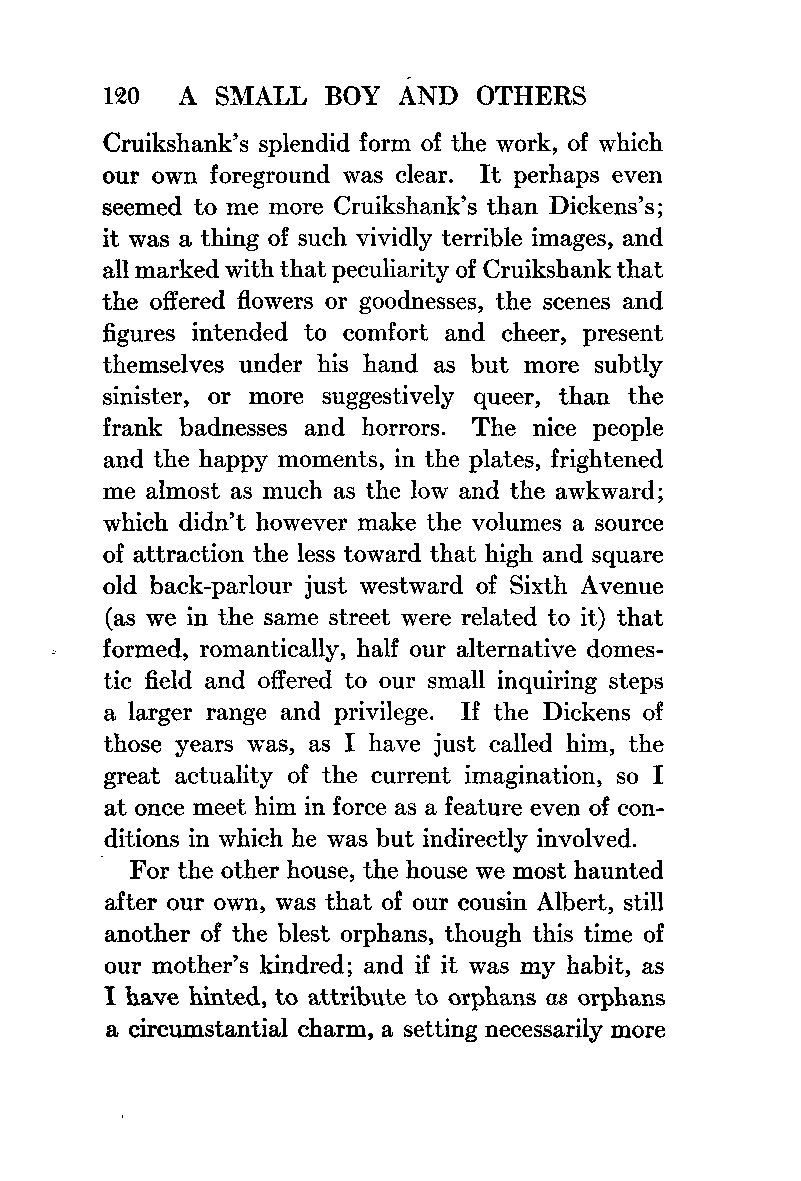 120 A SMALL BOY AND OTHERS
Cruikshank's splendid form of the work, of which
our own foreground was clear. It perhaps even
seemed to me more Cruikshank's than Dickens's;
it was a thing of such vividly terrible images, and
all marked with that peculiarity of Cruikshank that
the offered flowers or goodnesses, the scenes and
figures intended to comfort and cheer, present
themselves under his hand as but more subtly
sinister, or more suggestively queer, than the
frank badnesses and horrors. The nice people
and the happy moments, in the plates, frightened
me almost as much as the low and the awkward;
which didn't however make the volumes a source
of attraction the less toward that high and square
old back-parlour just westward of Sixth Avenue
(as we in the same street were related to it) that
formed, romantically, half our alternative domes-
tic field and offered to our small inquiring steps
a larger range and privilege. If the Dickens of
those years was, as I have just called him, the
great actuality of the current imagination, so I
at once meet him in force as a feature even of con-
ditions in which he was but indirectly involved.
For the other house, the house we most haunted
after our own, was that of our cousin Albert, still
another of the blest orphans, though this time of
our mother's kindred; and if it was my habit, as
I have hinted, to attribute to orphans as orphans
a circumstantial charm, a setting necessarily more